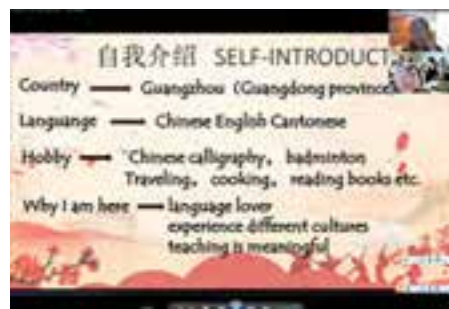 自我介绍 SELF-INTRODUCT
Country — Guangzhou (Guangdong province
Languange — Chinese English Cantonese
Hobby — Chinese calligraphy, badminton
Traveling, cooking, reading books etc.
Why I am here — language lover
experience different cultures
teaching is meaningful